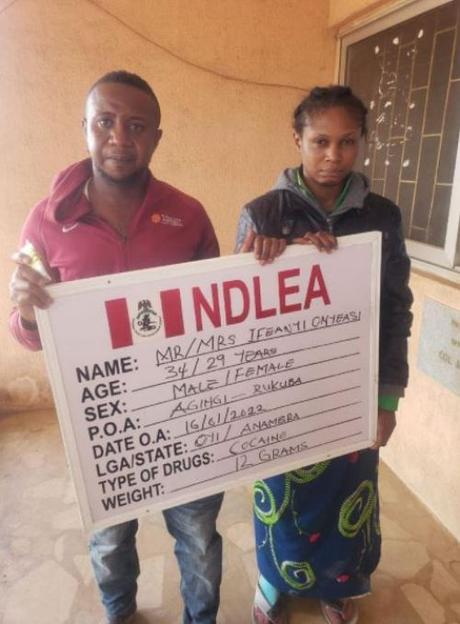 NDLEA
NAME: MR/MRS IFEANYI ONYEASI
AGE: 34/29 YEARS
SEX: MALE/FEMALE
P.O.A: AGINGI - RUKUBA
DATE O.A: 16/01/2022
LGA/STATE: OYI/ANAMBRA
TYPE OF DRUGS: COCAINE
WEIGHT: 12 GRAMS